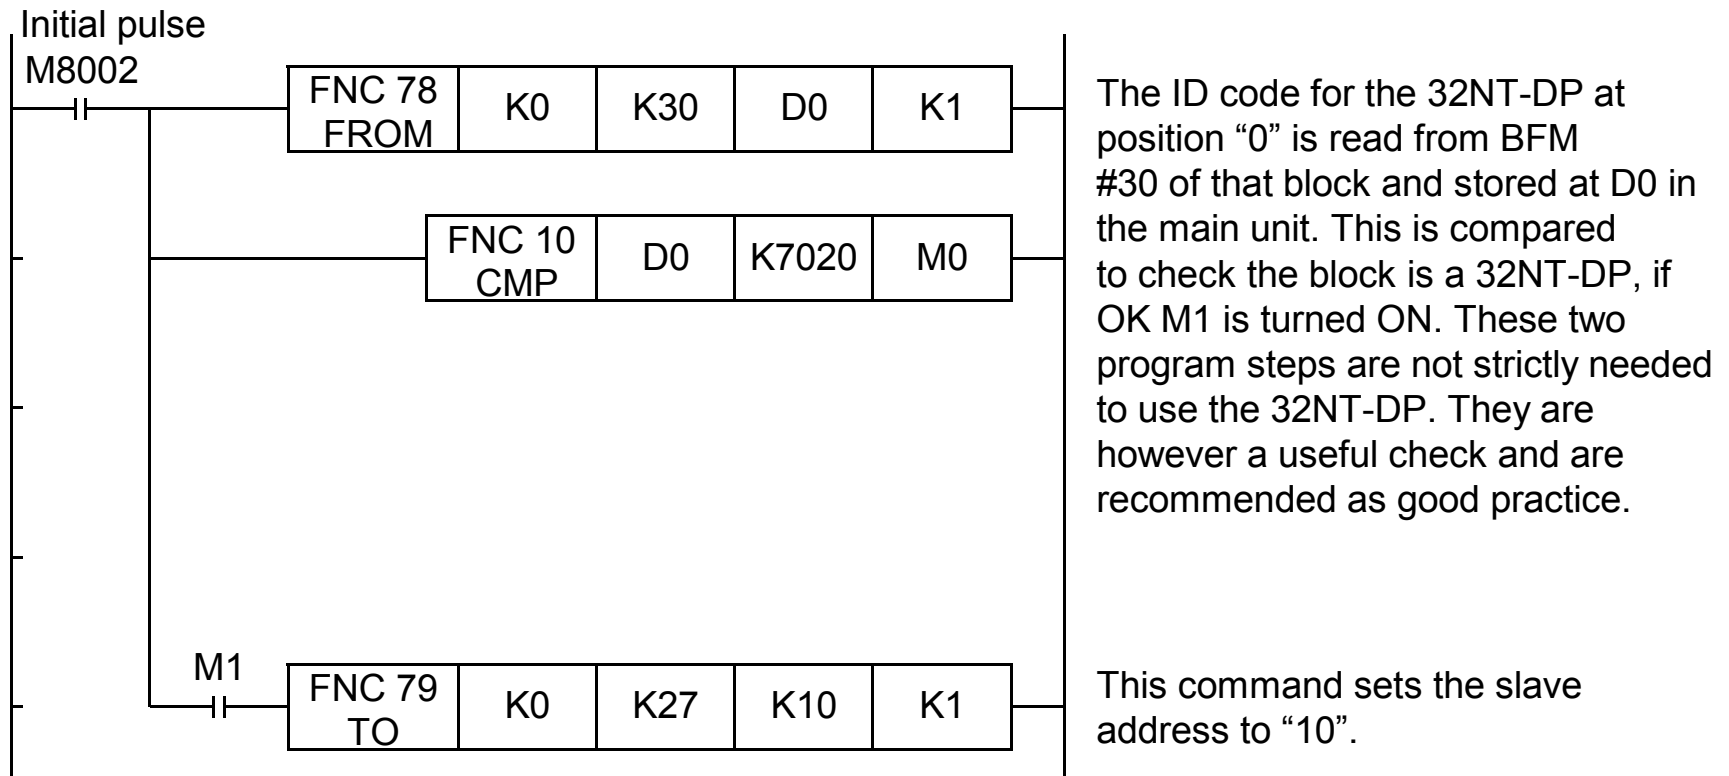 Initial pulse
M8002
FNC 78
FROM
K0
K30
D0
K1
The ID code for the 32NT-DP at
position “0” is read from BFM
#30 of that block and stored at D0 in
the main unit. This is compared
to check the block is a 32NT-DP, if
OK M1 is turned ON. These two
program steps are not strictly needed
to use the 32NT-DP. They are
however a useful check and are
recommended as good practice.
FNC 10
CMP
D0
K7020
M0
M1
FNC 79
TO
K0
K27
K10
K1
This command sets the slave
address to “10”.